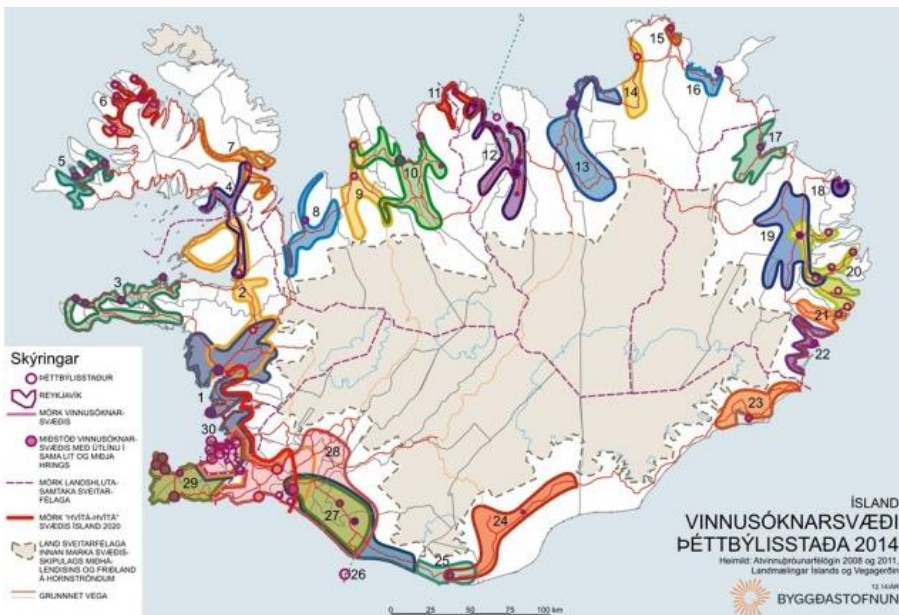 15
6
11
14
16
7
5
12
17
4
10
13
18
8
9
19
3
20
2
21
22
1
23
30
28
29
27
24
25
26
Skýringar
ÞÉTTBÝLISSTAÐUR
REYKJAVÍK
MÖRK VINNUSÓKNAR-
SVÆÐIS
MIÐSTÖÐ VINNUSÓKNAR-
SVÆÐIS MEÐ ÚTLÍNU Í
SAMA LIT OG MIÐJA
HRINGS
MÖRK LANDSHLUTA-
SAMTAKA SVEITAR-
FÉLAGA
MÖRK "HVÍTÁ-HVÍTÁ"
SVÆÐIS ÍSLAND 2020
LAND SVEITARFÉLAGA
INNAN MARKA SVÆÐIS-
SKIPULAGS MIÐHÁ-
LENDISINS OG FRIÐLAND
Á HORNSTRÖNDUM
GRUNNNET VEGA
0 25 50 75 100 km
ÍSLAND
VINNUSÓKNARSVÆÐI
ÞÉTTBÝLISSTAÐA 2014
Heimild: Atvinnuþróunarfélögin 2008 og 2011,
Landmælingar Íslands og Vegagerðin
12.14/ÁR
BYGGÐASTOFNUN